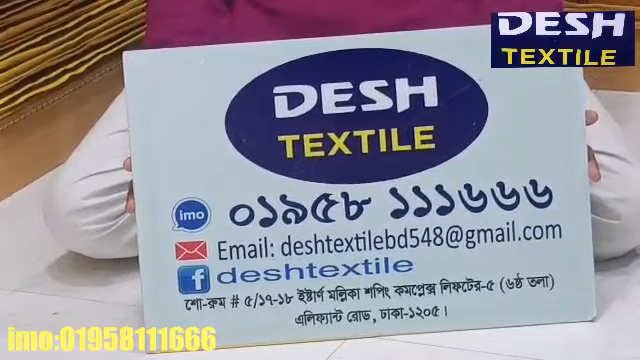 DESH
TEXTILE
DESH
TEXTILE
imo ০১৯৫৮ ১১১৬৬৬
Email: deshtextilebd548@gmail.com
f deshtextile
শো-রুম # ৫/১৭-১৮ ইষ্টার্ণ মল্লিকা শপিং কমপ্লেক্স লিফটের-৫ (৬ষ্ঠ তলা)
এলিফ্যান্ট রোড, ঢাকা-১২০৫।
imo:01958111666